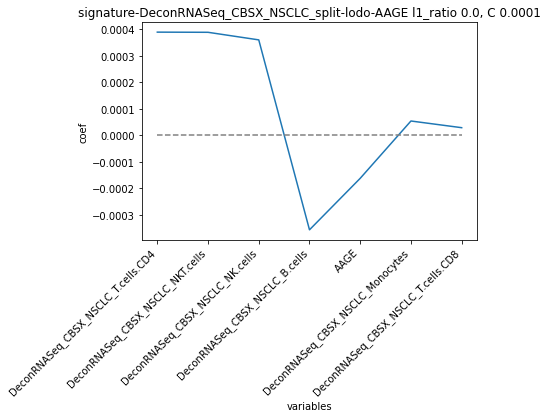 signature-DeconRNASeq_CBSX_NSCLC_split-lodo-AAGE l1_ratio 0.0, C 0.0001
0.0004
0.0003
0.0002
0.0001
0.0000
−0.0001
−0.0002
−0.0003
coef
DeconRNASeq_CBSX_NSCLC_T.cells.CD4
DeconRNASeq_CBSX_NSCLC_NKT.cells
DeconRNASeq_CBSX_NSCLC_NK.cells
DeconRNASeq_CBSX_NSCLC_B.cells
AAGE
DeconRNASeq_CBSX_NSCLC_Monocytes
DeconRNASeq_CBSX_NSCLC_T.cells.CD8
variables